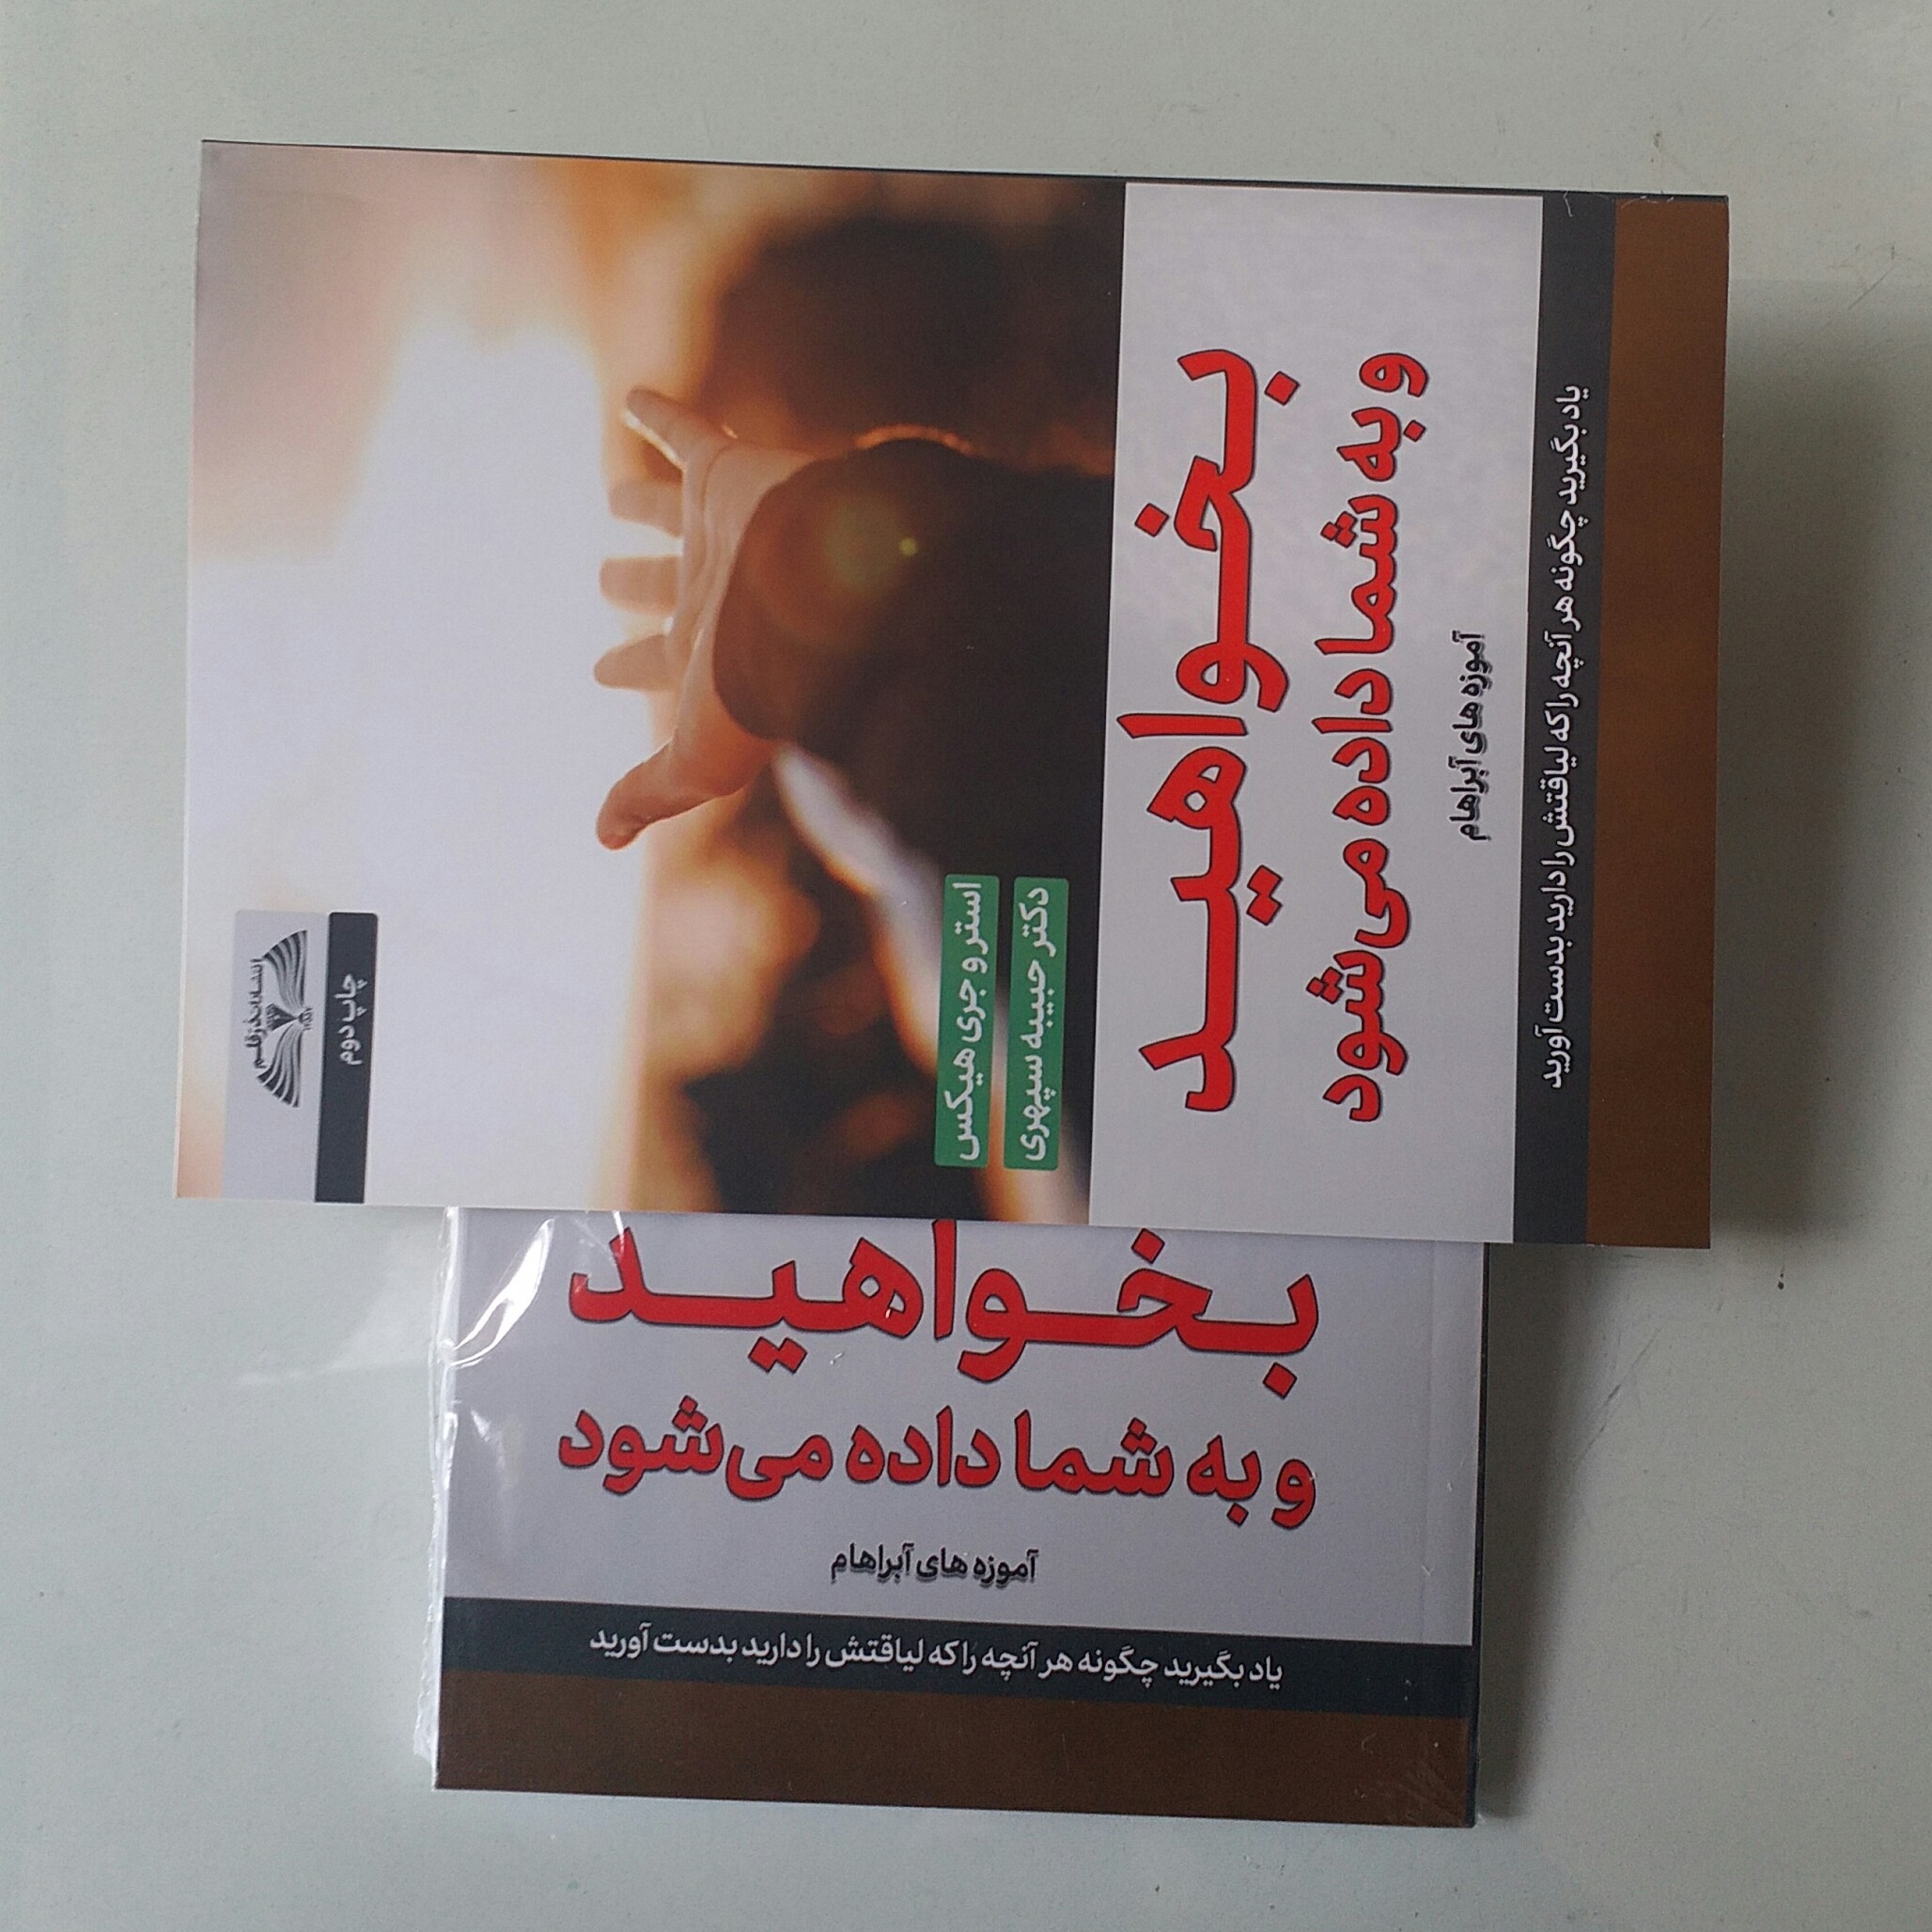 بخواهید
و به شما داده می‌شود
آموزه های آبراهام
یاد بگیرید چگونه هر آنچه را که لیاقتش را دارید بدست آورید
استر و جری هیکس
دکتر حبیبه سپهری
چاپ دوم
بخواهید
و به شما داده می‌شود
آموزه های آبراهام
یاد بگیرید چگونه هر آنچه را که لیاقتش را دارید بدست آورید